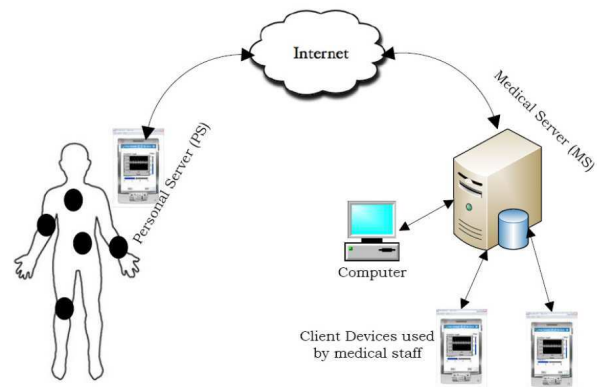 Internet
Personal Server (PS)
Medical Server (MS)
Computer
Client Devices used
by medical staff